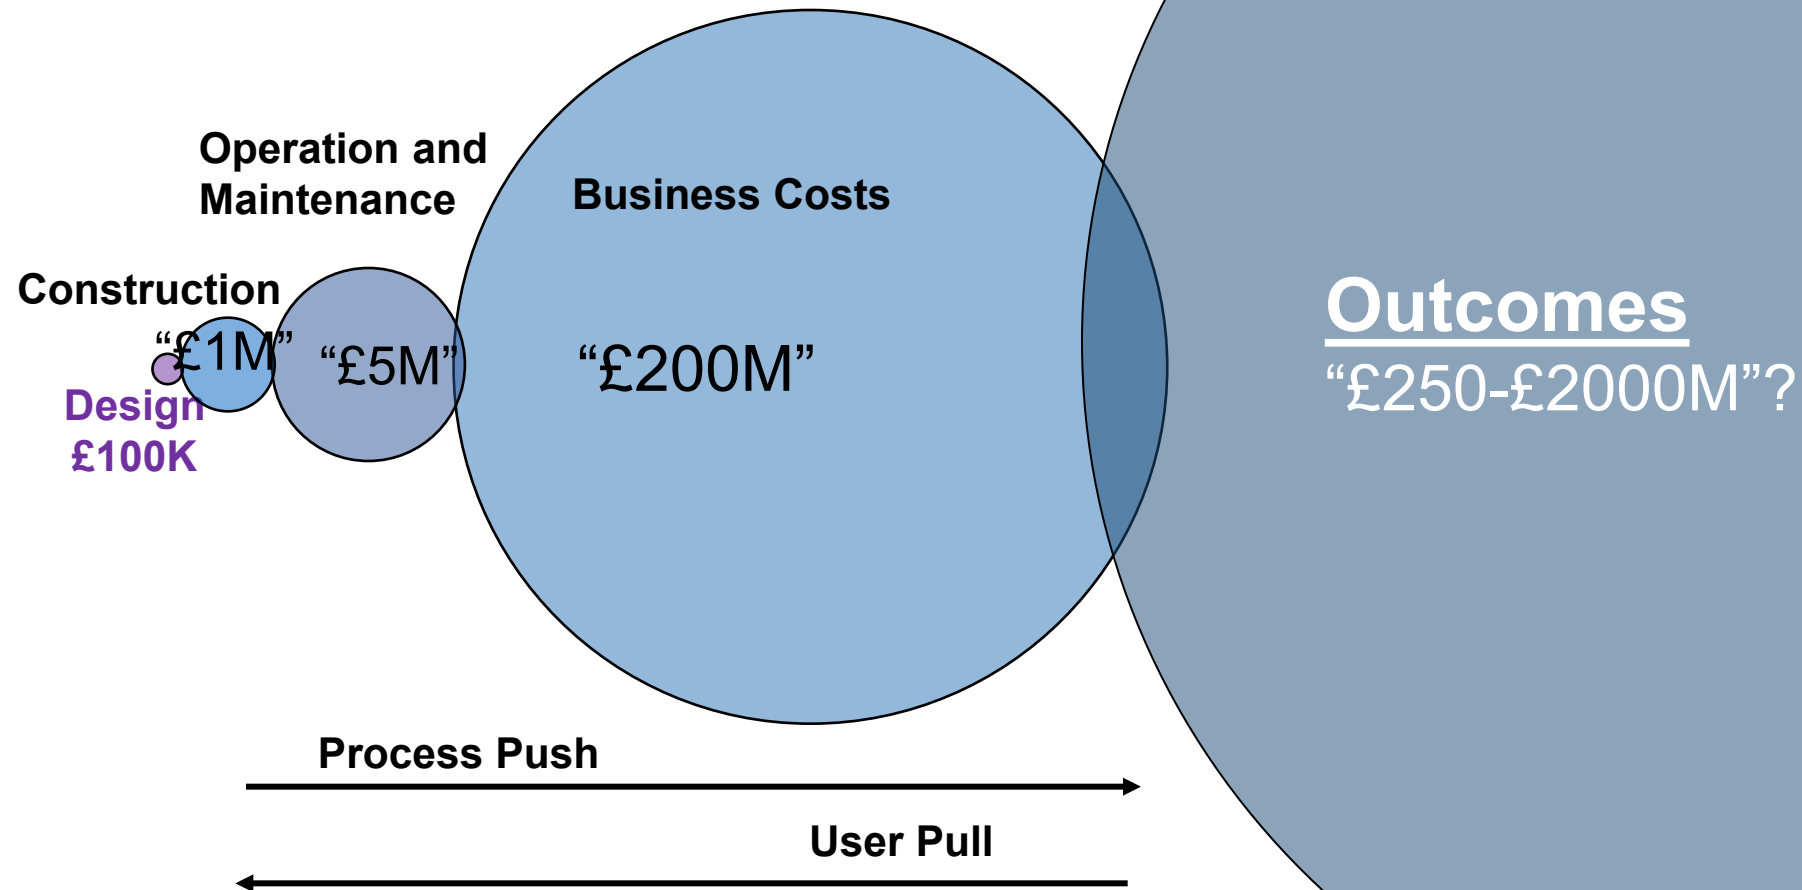 Operation and
Maintenance
Business Costs
Construction
“£1M”
“£5M”
“£200M”
Design
£100K
Outcomes
“£250-£2000M”?
Process Push
User Pull